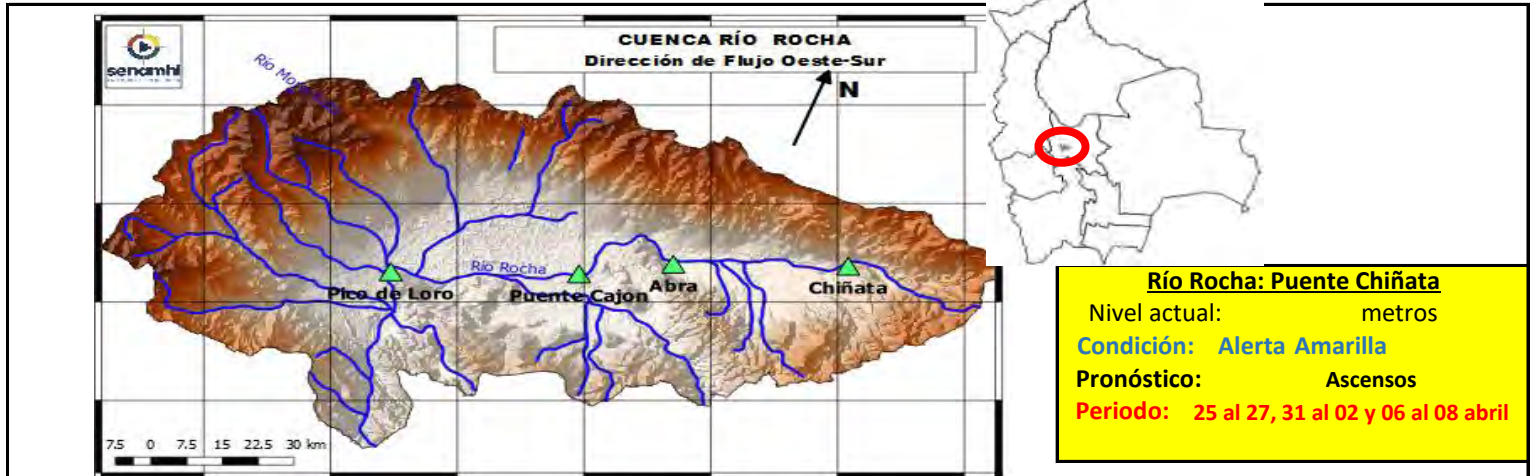 senamhi
CUENCA RÍO ROCHA
Dirección de Flujo Oeste-Sur
N
Río
Río Rocha
Pico de Loro
Puente Cajon
Abra
Chiñata
7.5 0 7.5 15 22.5 30 km
Río Rocha: Puente Chiñata
Nivel actual: metros
Condición: Alerta Amarilla
Pronóstico: Ascensos
Periodo: 25 al 27, 31 al 02 y 06 al 08 abril